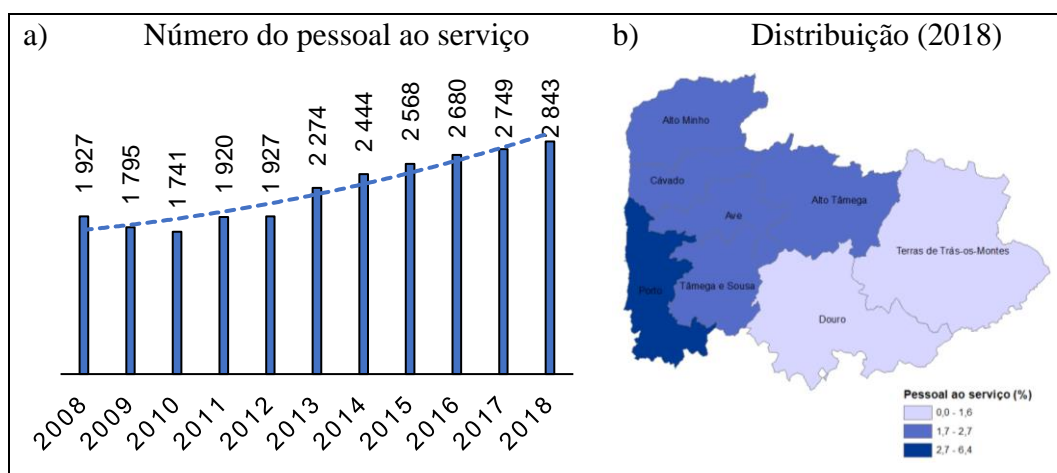 a) Número do pessoal ao serviço
1 927
1 795
1 741
1 920
1 927
2 274
2 444
2 568
2 680
2 749
2 843
2008
2009
2010
2011
2012
2013
2014
2015
2016
2017
2018
b) Distribuição (2018)
Alto Minho
Cávado
Ave
Alto Tâmega
Terras de Trás-os-Montes
Porto
Tâmega e Sousa
Douro
Pessoal ao serviço (%)
0,0 - 1,6
1,7 - 2,7
2,7 - 6,4